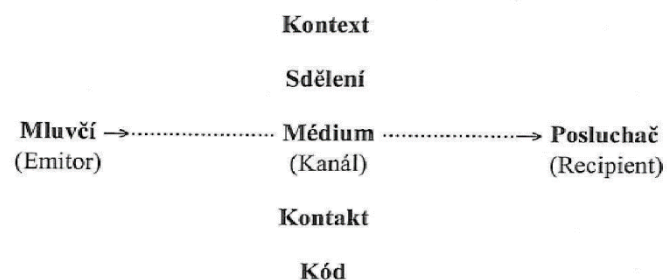 Kontext
Sdělení
Mluvčí → Médium → Posluchač
(Emitor) (Kanál) (Recipient)
Kontakt
Kód